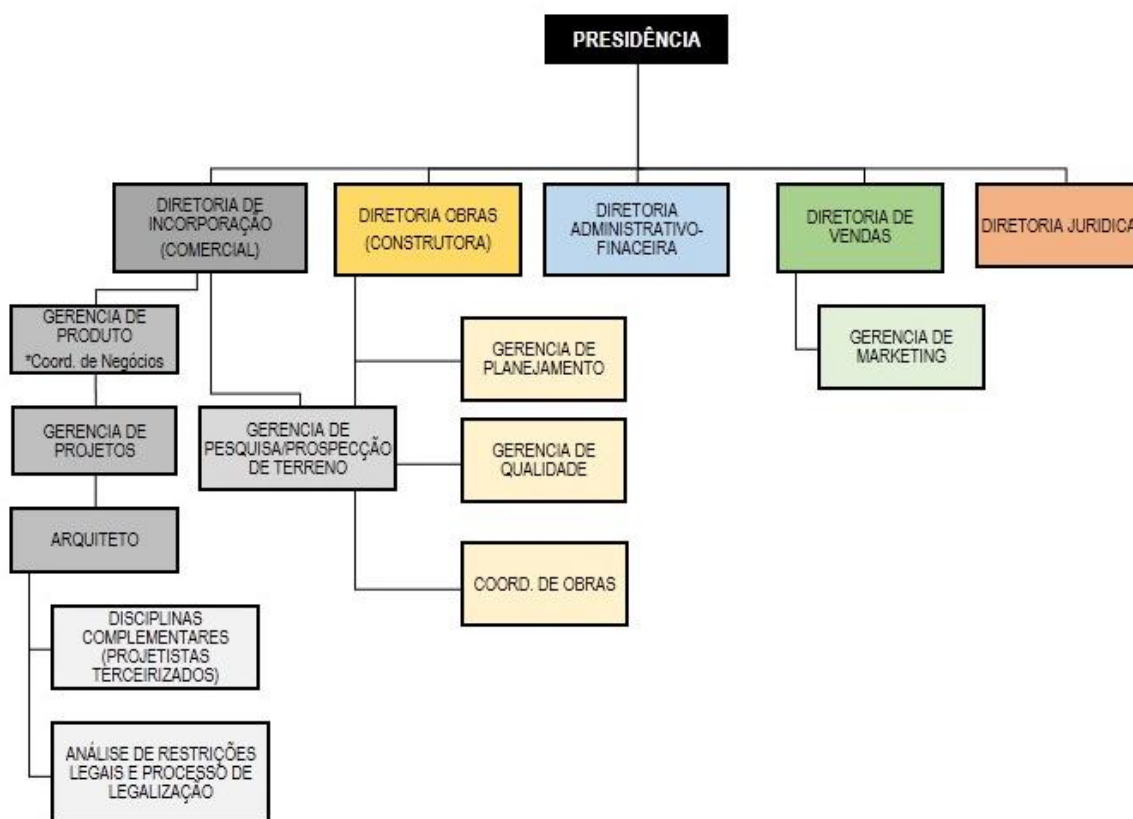 PRESIDÊNCIA
DIRETORIA DE
INCORPORAÇÃO
(COMERCIAL)
DIRETORIA OBRAS
(CONSTRUTORA)
DIRETORIA
ADMINISTRATIVO-
FINACEIRA
DIRETORIA DE
VENDAS
DIRETORIA JURIDICA
GERENCIA DE
PRODUTO
*Coord. de Negócios
GERENCIA DE
PLANEJAMENTO
GERENCIA DE
MARKETING
GERENCIA DE
PROJETOS
GERENCIA DE
PESQUISA/PROSPECÇÃO
DE TERRENO
GERENCIA DE
QUALIDADE
ARQUITETO
COORD. DE OBRAS
DISCIPLINAS
COMPLEMENTARES
(PROJETISTAS
TERCEIRIZADOS)
ANÁLISE DE RESTRIÇÕES
LEGAIS E PROCESSO DE
LEGALIZAÇÃO